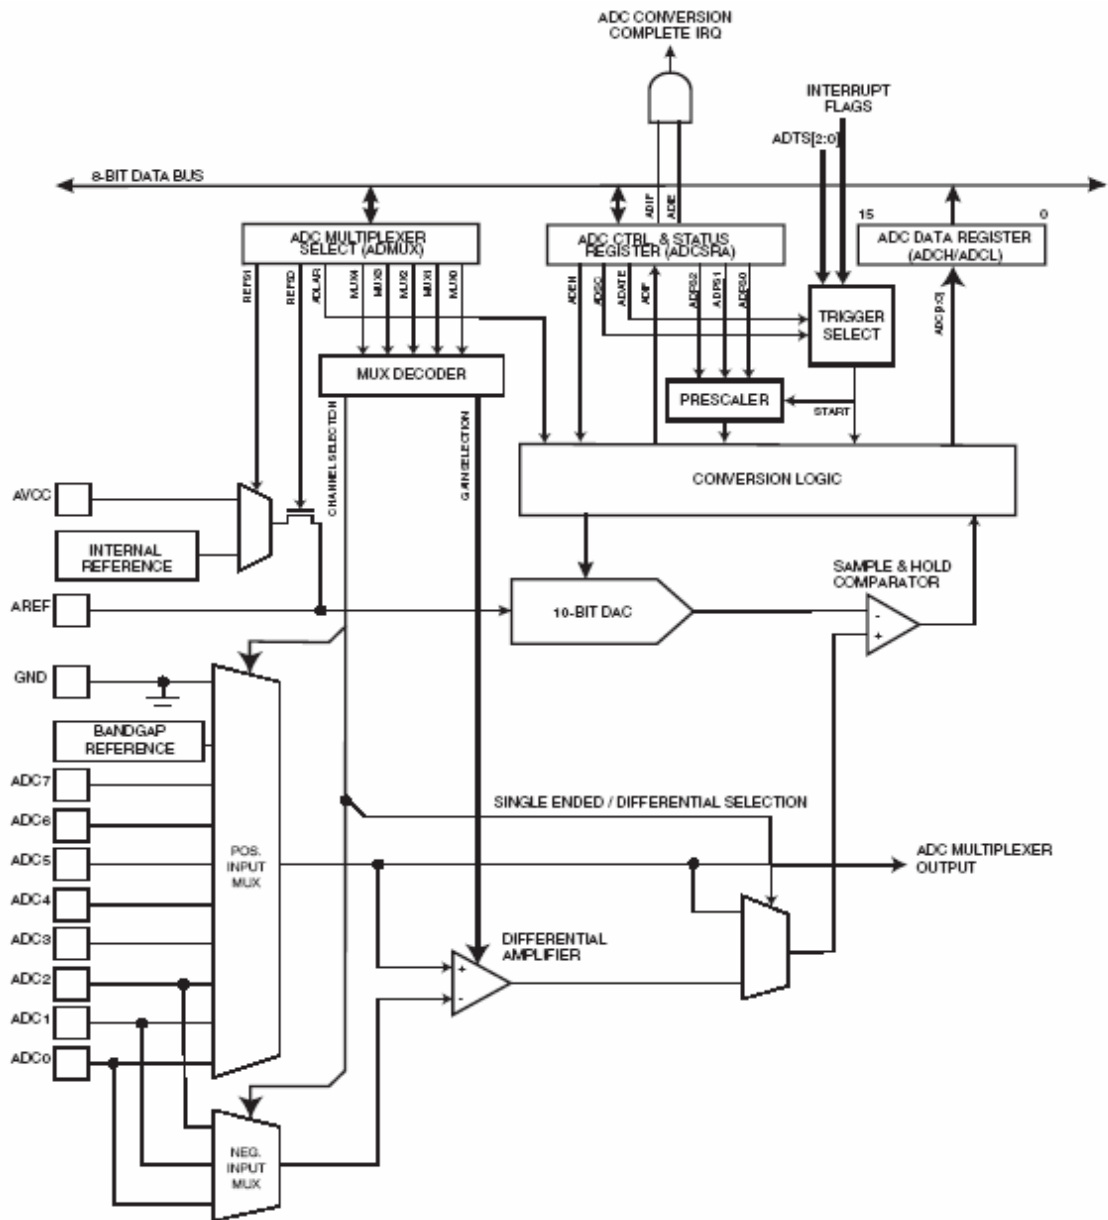 ADC CONVERSION
COMPLETE IRQ
INTERRUPT
FLAGS
ADTS[2:0]
8-BIT DATA BUS
ADIF
ADIE
15
0
ADC MULTIPLEXER
SELECT (ADMUX)
ADC CTRL. & STATUS
REGISTER (ADCSRA)
ADC DATA REGISTER
(ADCH/ADCL)
REFS1
REFS0
ADLAR
MUX4
MUX3
MUX2
MUX1
MUX0
ADEN
ADSC
ADATE
ADIF
ADPS2
ADPS1
ADPS0
ADC[9:0]
TRIGGER
SELECT
MUX DECODER
PRESCALER
START
CHANNEL SELECTION
GAIN SELECTION
CONVERSION LOGIC
AVCC
INTERNAL
REFERENCE
SAMPLE & HOLD
COMPARATOR
AREF
10-BIT DAC
-
+
GND
BANDGAP
REFERENCE
ADC7
SINGLE ENDED / DIFFERENTIAL SELECTION
ADC6
ADC5
POS.
INPUT
MUX
ADC MULTIPLEXER
OUTPUT
ADC4
ADC3
DIFFERENTIAL
AMPLIFIER
+
-
ADC2
ADC1
ADC0
NEG.
INPUT
MUX